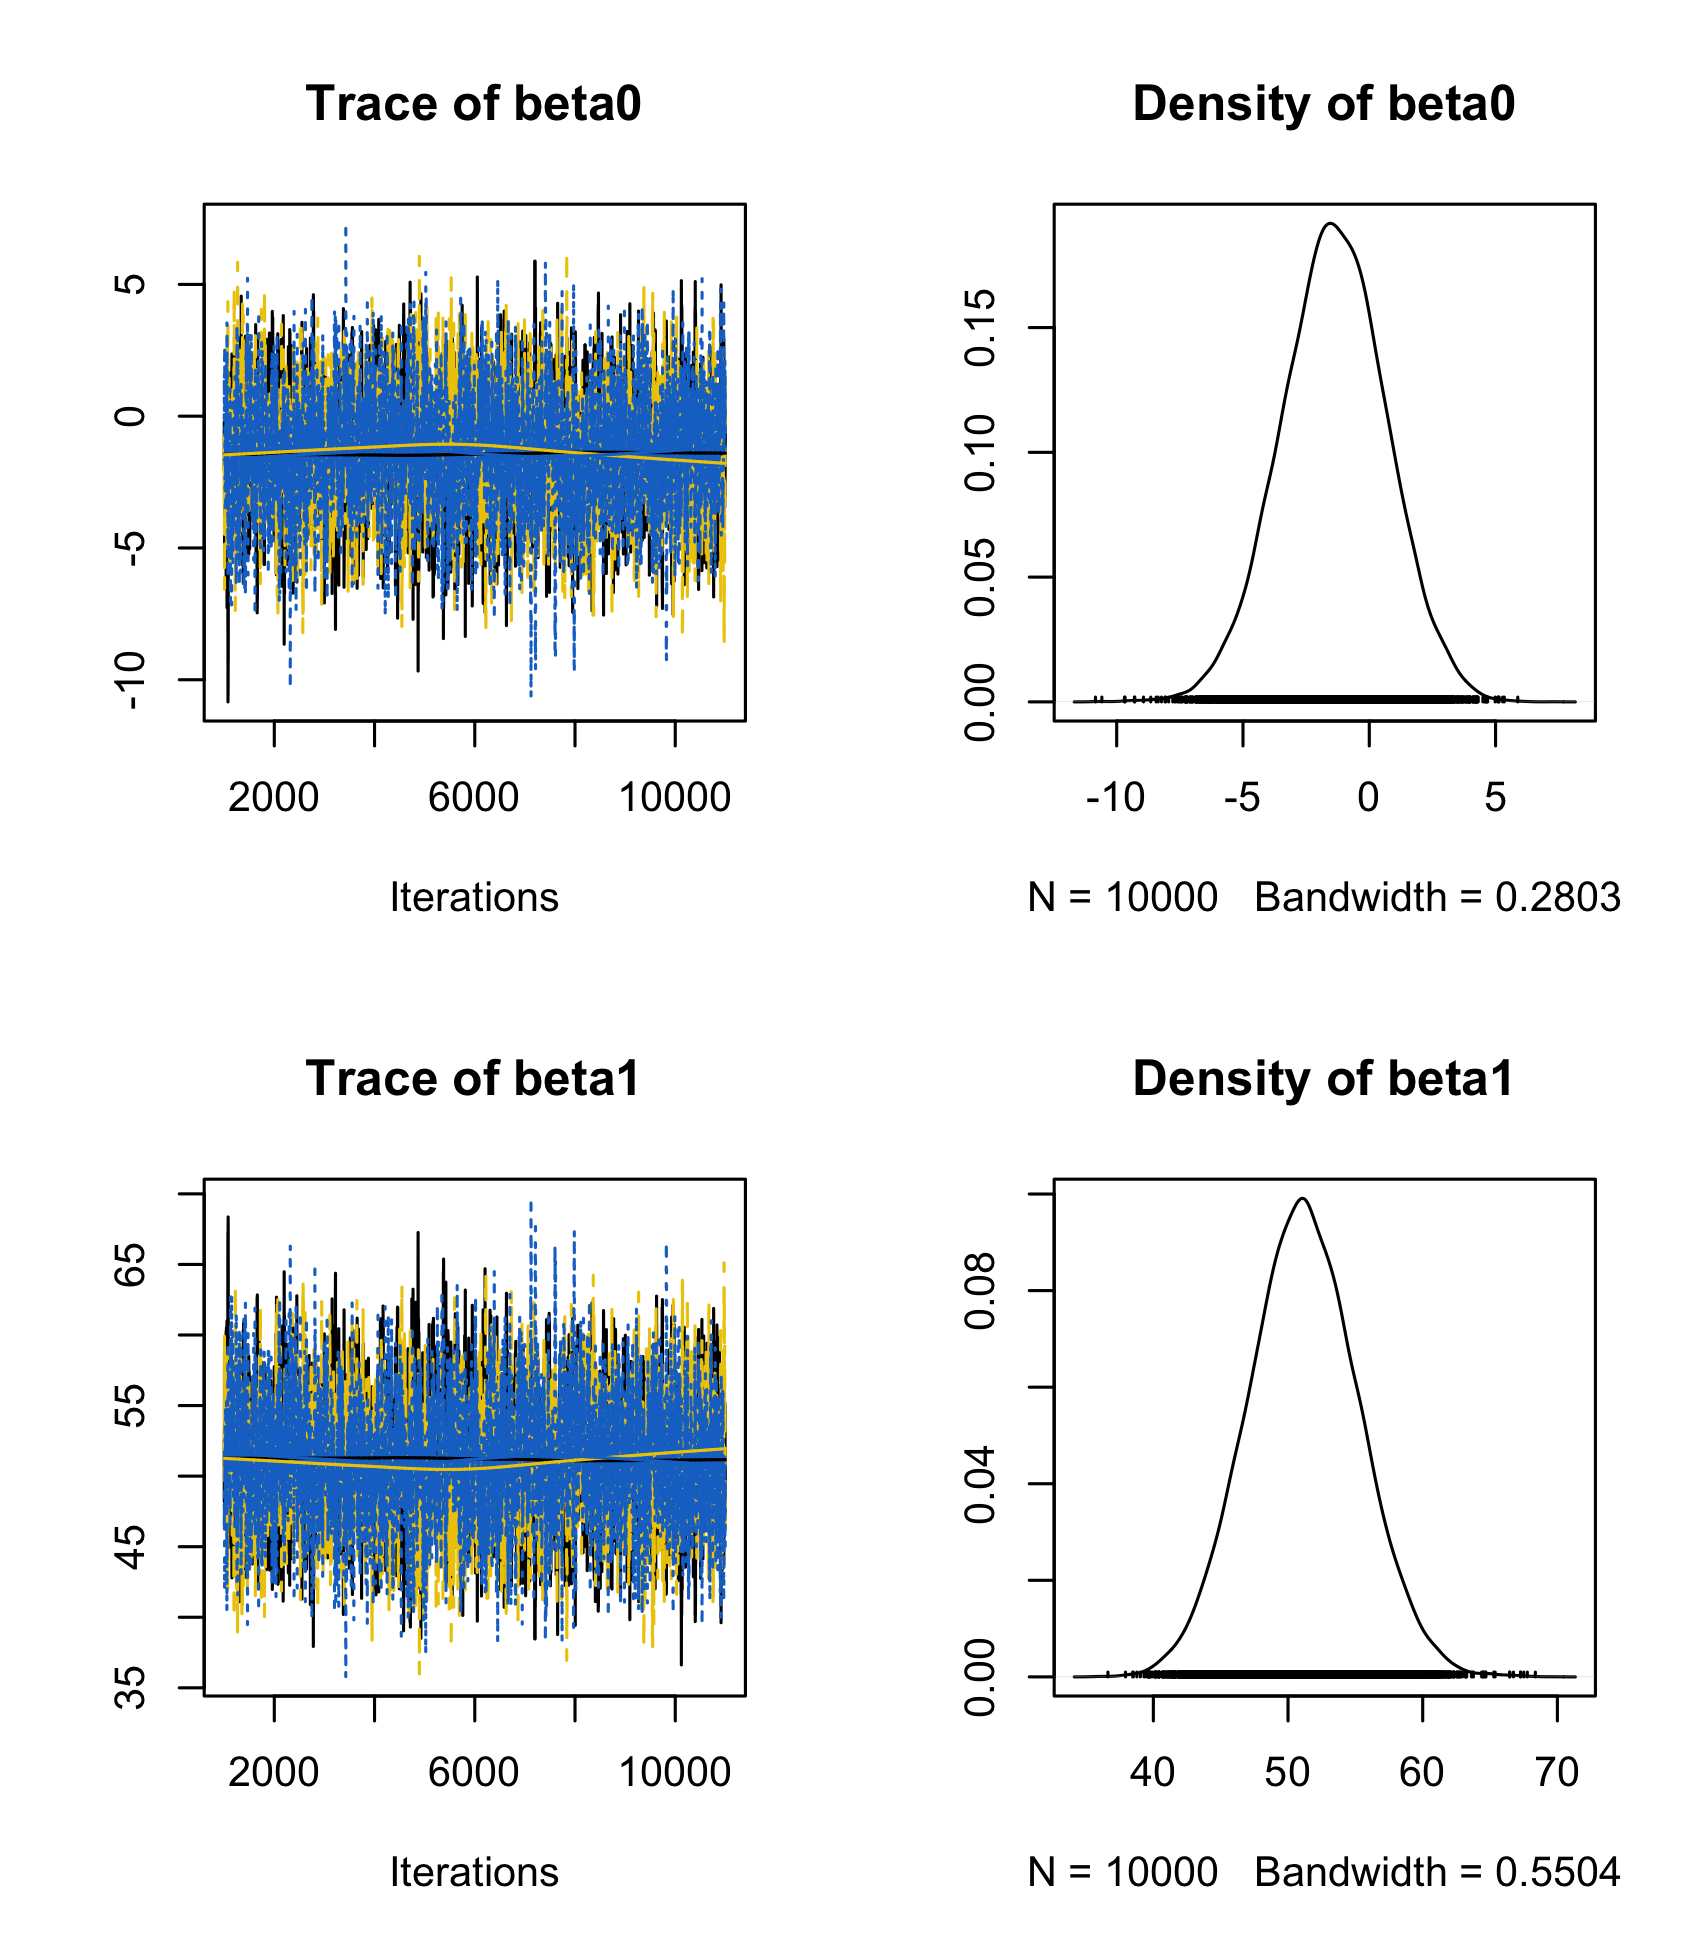 Trace of beta0
5
0
-5
-10
2000 6000 10000
Iterations
Density of beta0
0.15
0.10
0.05
0.00
-10 -5 0 5
N = 10000 Bandwidth = 0.2803
Trace of beta1
65
55
45
35
2000 6000 10000
Iterations
Density of beta1
0.08
0.04
0.00
40 50 60 70
N = 10000 Bandwidth = 0.5504